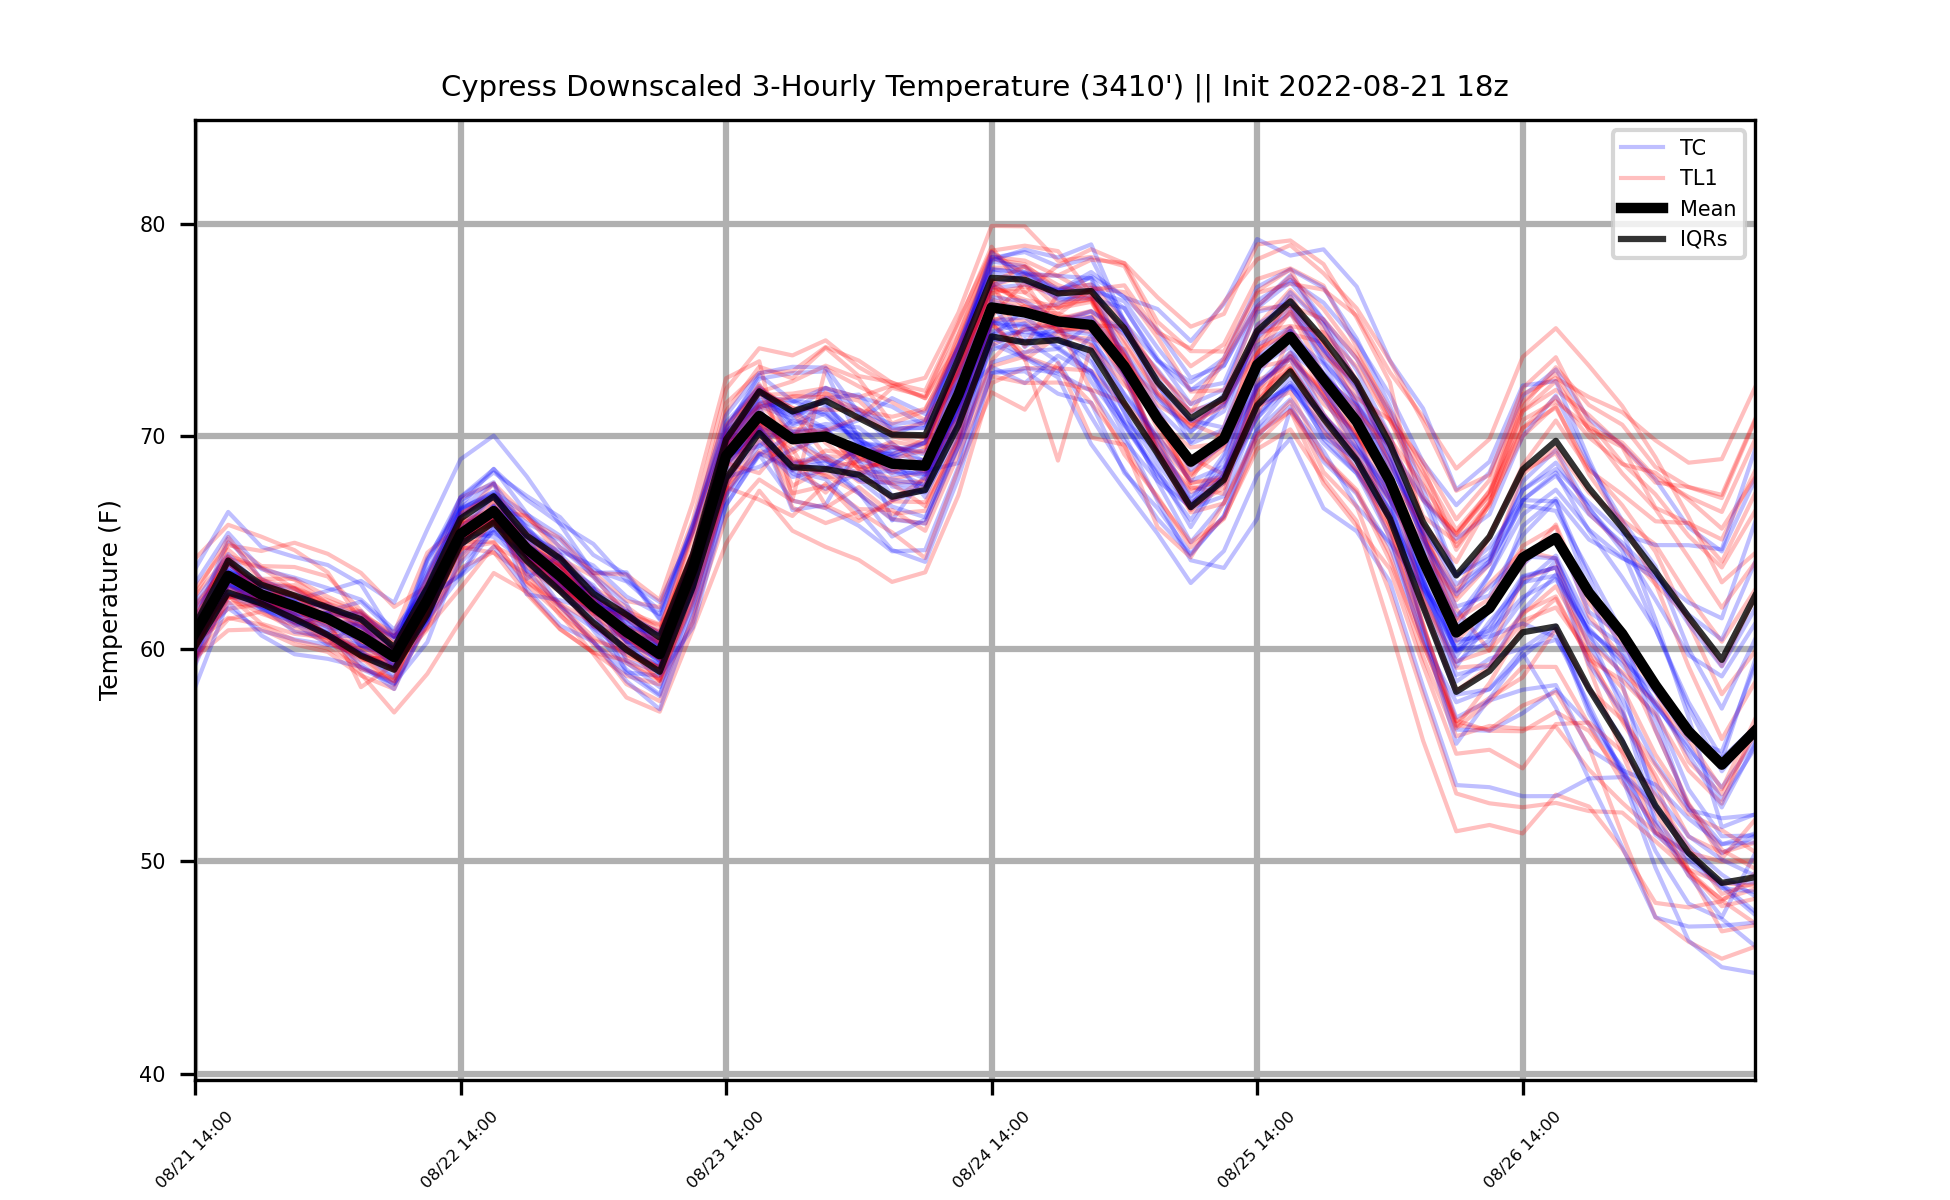 Cypress Downscaled 3-Hourly Temperature (3410') || Init 2022-08-21 18z
TC
TL1
Mean
IQRs
Temperature (F)
80
70
60
50
40
08/21 14:00
08/22 14:00
08/23 14:00
08/24 14:00
08/25 14:00
08/26 14:00